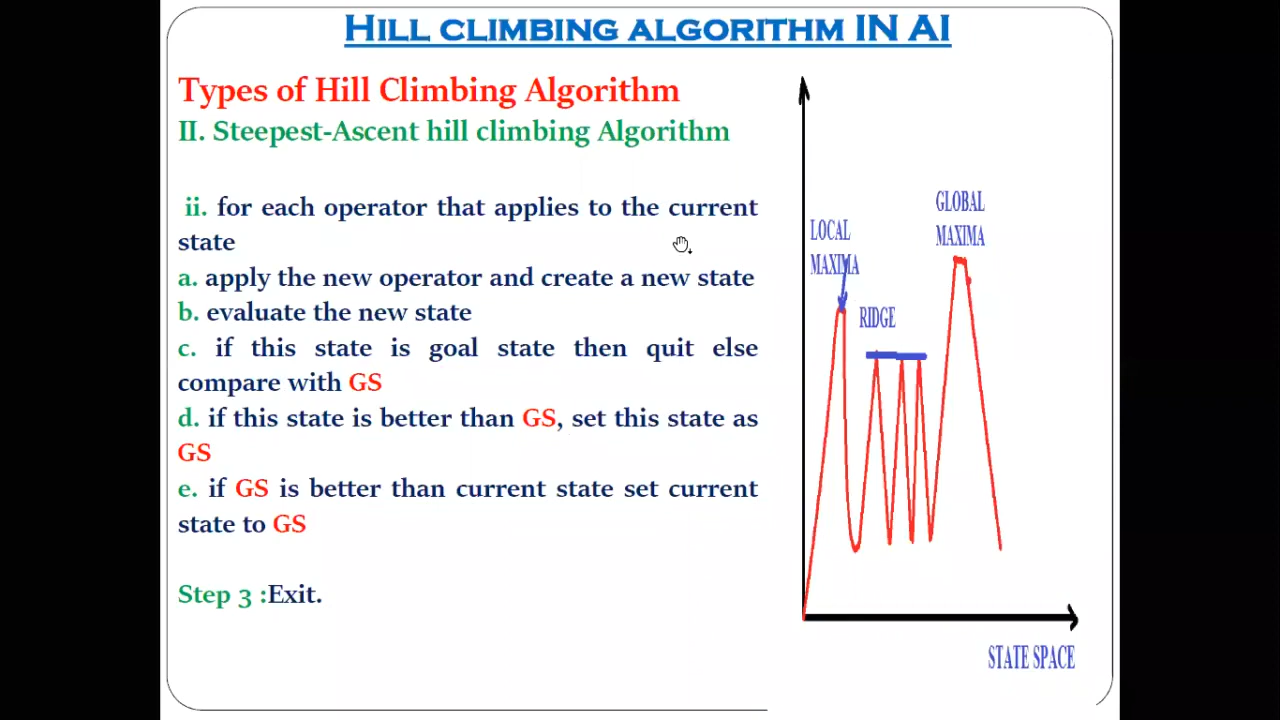 HILL CLIMBING ALGORITHM IN AI
Types of Hill Climbing Algorithm
II. Steepest-Ascent hill climbing Algorithm
ii. for each operator that applies to the current
state
a. apply the new operator and create a new state
b. evaluate the new state
c. if this state is goal state then quit else
compare with GS
d. if this state is better than GS, set this state as
GS
e. if GS is better than current state set current
state to GS
Step 3 :Exit.
LOCAL
MAXIMA
RIDGE
GLOBAL
MAXIMA
STATE SPACE